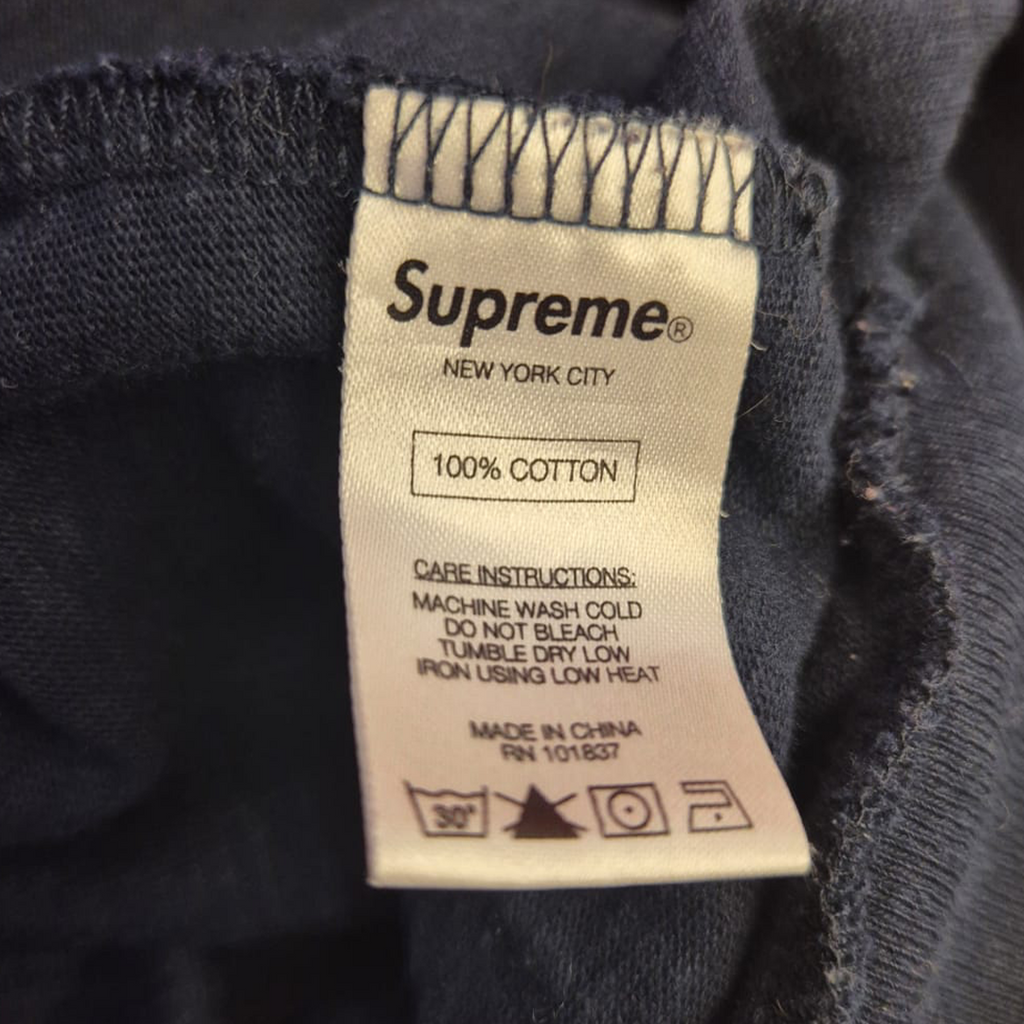 Supreme®
NEW YORK CITY
100% COTTON
CARE INSTRUCTIONS:
MACHINE WASH COLD
DO NOT BLEACH
TUMBLE DRY LOW
IRON USING LOW HEAT
MADE IN CHINA
RN 101837
30°